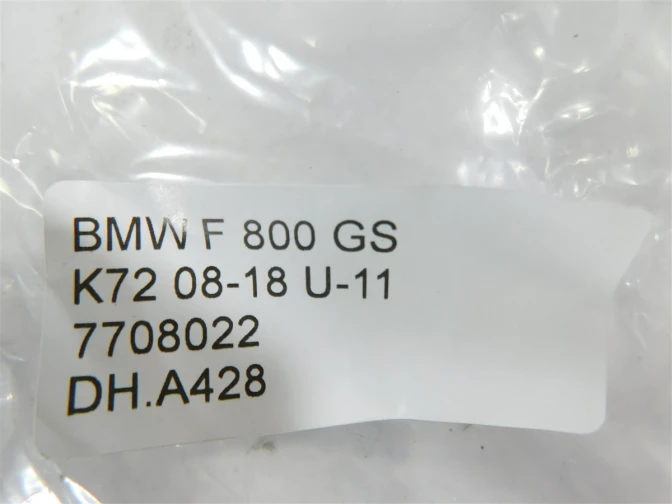 BMW F 800 GS
K72 08-18 U-11
7708022
DH.A428